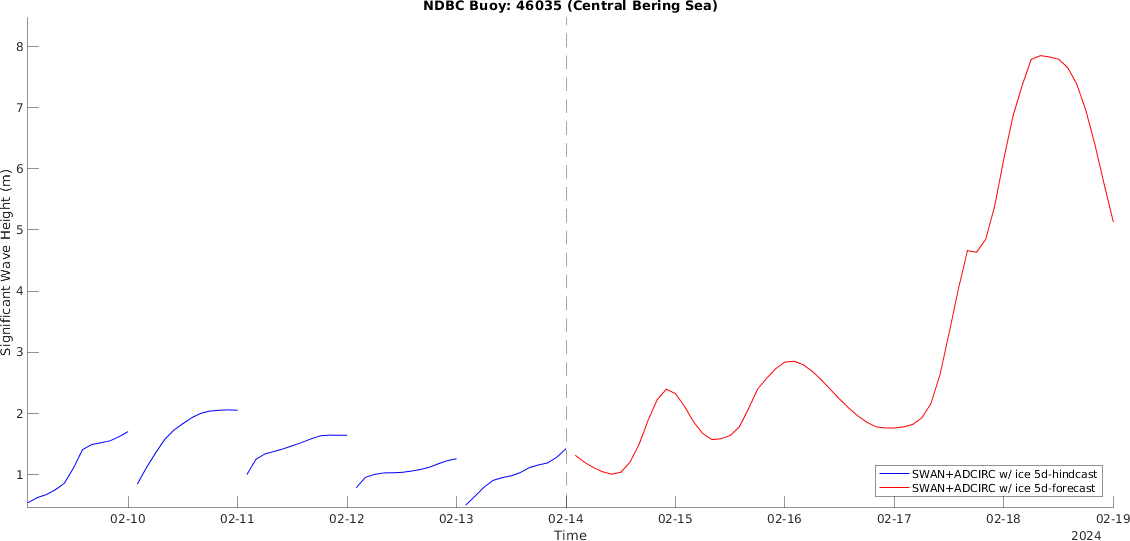 NDBC Buoy: 46035 (Central Bering Sea)
8
7
6
5
4
3
2
1
Significant Wave Height (m)
SWAN+ADCIRC w/ ice 5d-hindcast
SWAN+ADCIRC w/ ice 5d-forecast
02-10 02-11 02-12 02-13 02-14 02-15 02-16 02-17 02-18 02-19
Time
2024